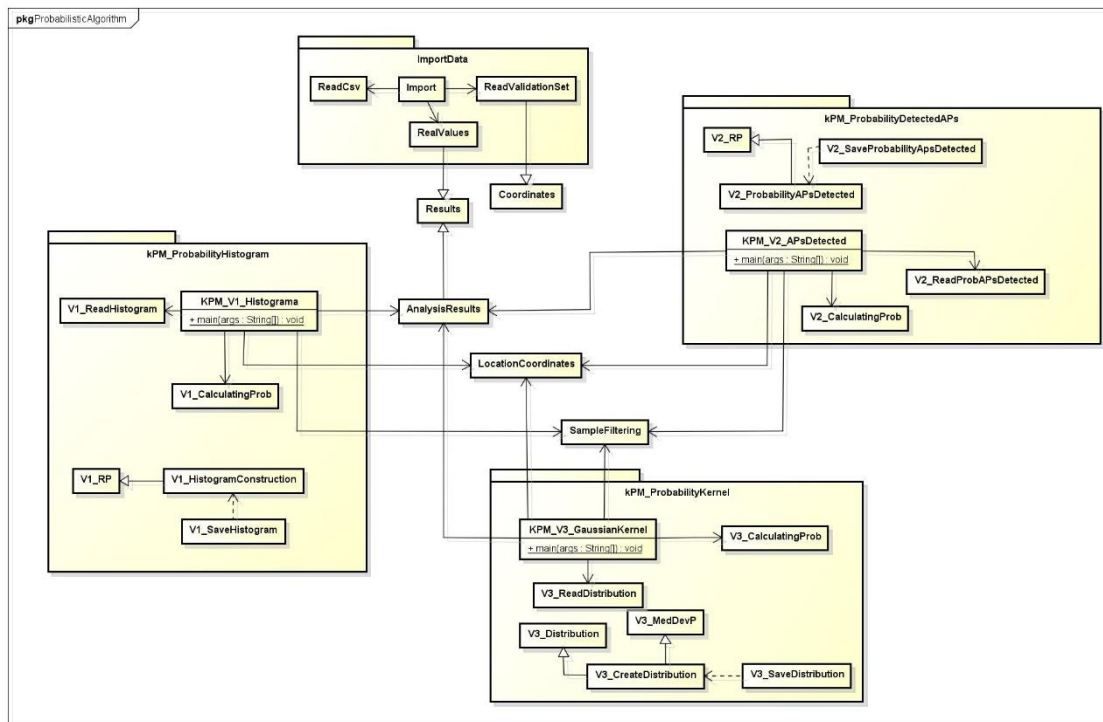 pkg ProbabilisticAlgorithm
ImportData
ReadCsv
Import
ReadValidationSet
RealValues
Coordinates
Results
kPM_ProbabilityDetectedAPs
V2_RP
V2_SaveProbabilityApsDetected
V2_ProbabilityAPsDetected
KPM_V2_APsDetected
+ main(args : String[]) : void
V2_ReadProbAPsDetected
V2_CalculatingProb
kPM_ProbabilityHistogram
V1_ReadHistogram
KPM_V1_Histograma
+ main(args : String[]) : void
V1_CalculatingProb
V1_RP
V1_HistogramConstruction
V1_SaveHistogram
AnalysisResults
LocationCoordinates
SampleFiltering
kPM_ProbabilityKernel
KPM_V3_GaussianKernel
+ main(args : String[]) : void
V3_CalculatingProb
V3_ReadDistribution
V3_MedDevP
V3_Distribution
V3_CreateDistribution
V3_SaveDistribution